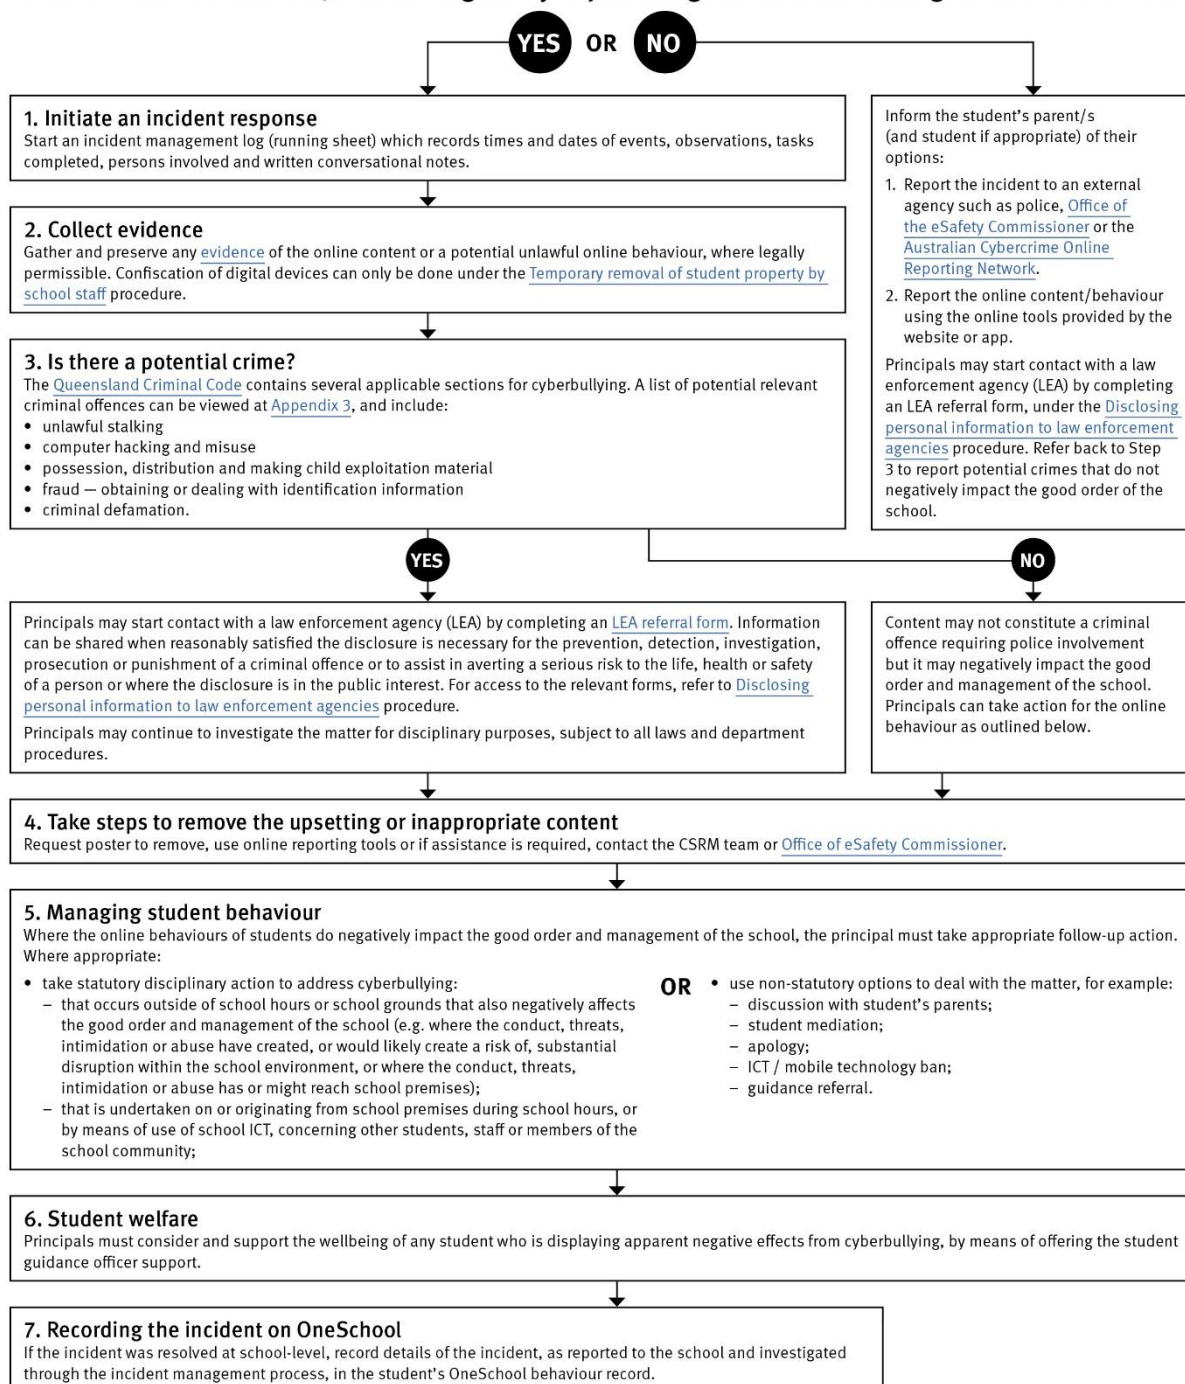 YES OR NO
1. Initiate an incident response
Start an incident management log (running sheet) which records times and dates of events, observations, tasks
completed, persons involved and written conversational notes.
2. Collect evidence
Gather and preserve any evidence of the online content or a potential unlawful online behaviour, where legally
permissible. Confiscation of digital devices can only be done under the Temporary removal of student property by
school staff procedure.
3. Is there a potential crime?
The Queensland Criminal Code contains several applicable sections for cyberbullying. A list of potential relevant
criminal offences can be viewed at Appendix 3, and include:
• unlawful stalking
• computer hacking and misuse
• possession, distribution and making child exploitation material
• fraud — obtaining or dealing with identification information
• criminal defamation.
Inform the student's parent/s
(and student if appropriate) of their
options:
1. Report the incident to an external
agency such as police, Office of
the eSafety Commissioner or the
Australian Cybercrime Online
Reporting Network.
2. Report the online content/behaviour
using the online tools provided by the
website or app.
Principals may start contact with a law
enforcement agency (LEA) by completing
an LEA referral form, under the Disclosing
personal information to law enforcement
agencies procedure. Refer back to Step
3 to report potential crimes that do not
negatively impact the good order of the
school.
YES
NO
Principals may start contact with a law enforcement agency (LEA) by completing an LEA referral form. Information
can be shared when reasonably satisfied the disclosure is necessary for the prevention, detection, investigation,
prosecution or punishment of a criminal offence or to assist in averting a serious risk to the life, health or safety
of a person or where the disclosure is in the public interest. For access to the relevant forms, refer to Disclosing
personal information to law enforcement agencies procedure.
Principals may continue to investigate the matter for disciplinary purposes, subject to all laws and department
procedures.
Content may not constitute a criminal
offence requiring police involvement
but it may negatively impact the good
order and management of the school.
Principals can take action for the online
behaviour as outlined below.
4. Take steps to remove the upsetting or inappropriate content
Request poster to remove, use online reporting tools or if assistance is required, contact the CSRM team or Office of eSafety Commissioner.
5. Managing student behaviour
Where the online behaviours of students do negatively impact the good order and management of the school, the principal must take appropriate follow-up action.
Where appropriate:
• take statutory disciplinary action to address cyberbullying:
– that occurs outside of school hours or school grounds that also negatively affects
the good order and management of the school (e.g. where the conduct, threats,
intimidation or abuse have created, or would likely create a risk of, substantial
disruption within the school environment, or where the conduct, threats,
intimidation or abuse has or might reach school premises);
– that is undertaken on or originating from school premises during school hours, or
by means of use of school ICT, concerning other students, staff or members of the
school community;
OR
• use non-statutory options to deal with the matter, for example:
– discussion with student's parents;
– student mediation;
– apology;
– ICT / mobile technology ban;
– guidance referral.
6. Student welfare
Principals must consider and support the wellbeing of any student who is displaying apparent negative effects from cyberbullying, by means of offering the student
guidance officer support.
7. Recording the incident on OneSchool
If the incident was resolved at school-level, record details of the incident, as reported to the school and investigated
through the incident management process, in the student's OneSchool behaviour record.